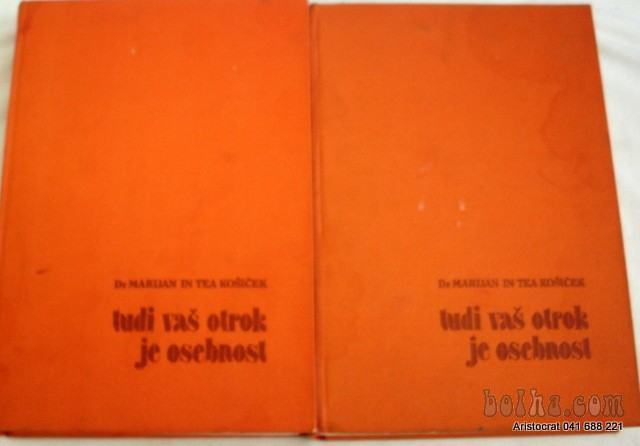 Dr MARIJAN IN TEA KOŠIČEK
tudi vaš otrok
je osebnost
Dr MARIJAN IN TEA KOŠIČEK
tudi vaš otrok
je osebnost
bolha.com
Aristocrat 041 688 221